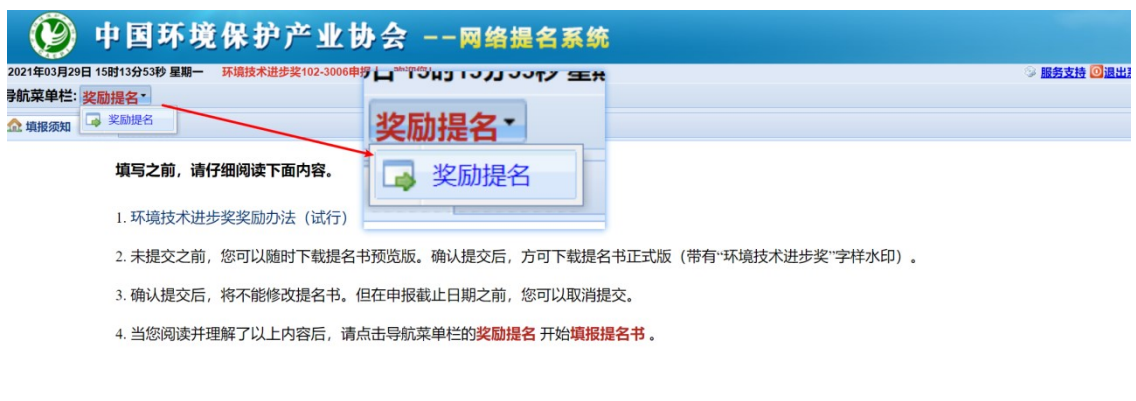 中国环境保护产业协会 --网络提名系统
2021年03月29日 15时13分53秒 星期一 环境技术进步奖102-3006申报
服务支持 退出
导航菜单栏: 奖励提名
奖励提名
填报须知
奖励提名
奖励提名
填写之前，请仔细阅读下面内容。
1. 环境技术进步奖奖励办法（试行）
2. 未提交之前，您可以随时下载提名书预览版。确认提交后，方可下载提名书正式版（带有“环境技术进步奖”字样水印）。
3. 确认提交后，将不能修改提名书。但在申报截止日期之前，您可以取消提交。
4. 当您阅读并理解了以上内容后，请点击导航菜单栏的奖励提名 开始填报提名书 。